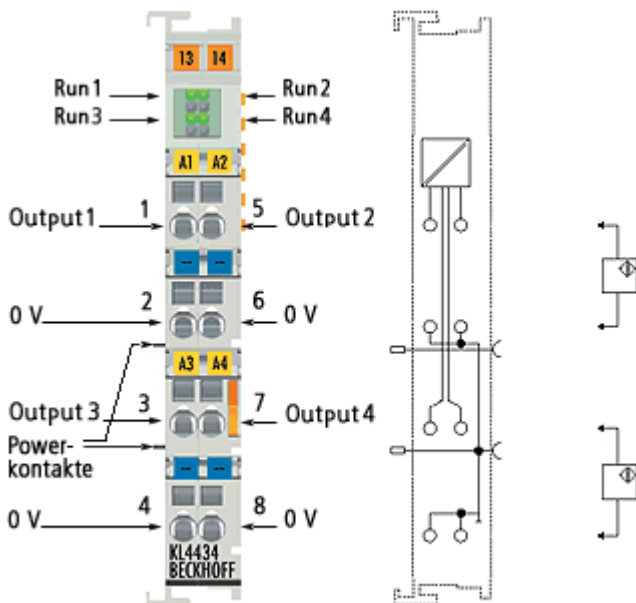 13 14
Run 1
Run 2
Run 3
Run 4
A1 A2
Output 1
1
5
Output 2
-- --
0 V
2
6
0 V
A3 A4
Output 3
3
7
Output 4
Power-
kontakte
-- --
0 V
4
8
0 V
KL4434
BECKHOFF